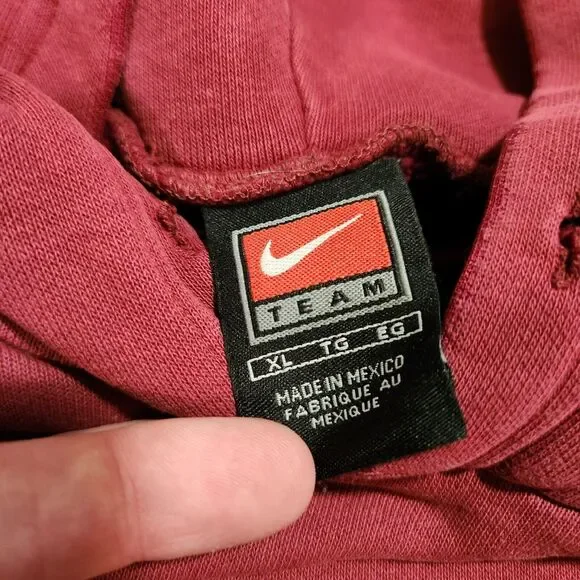 TEAM
XL TG EG
MADE IN MEXICO
FABRIQUE AU
MEXIQUE